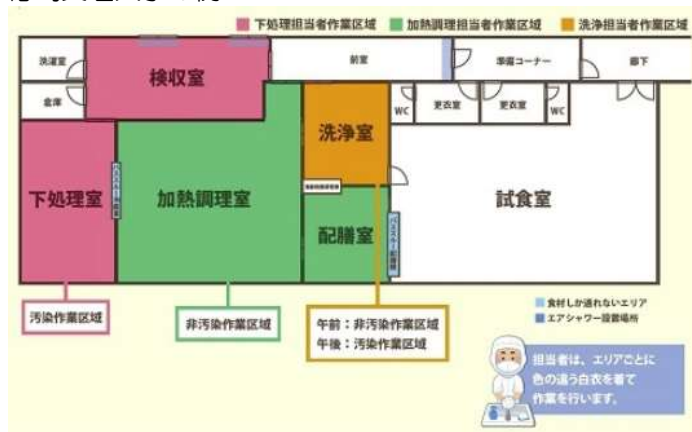 下処理担当者作業区域 加熱調理担当者作業区域 洗浄担当者作業区域
洗濯室
検収室
前室
準備コーナー
廊下
倉庫
WC
更衣室
更衣室
WC
洗浄室
下処理室
加熱調理室
試食室
配膳室
汚染作業区域
非汚染作業区域
午前：非汚染作業区域
午後：汚染作業区域
食材しか通れないエリア
エアシャワー設置場所
担当者は、エリアごとに
色の違う白衣を着て
作業を行います。